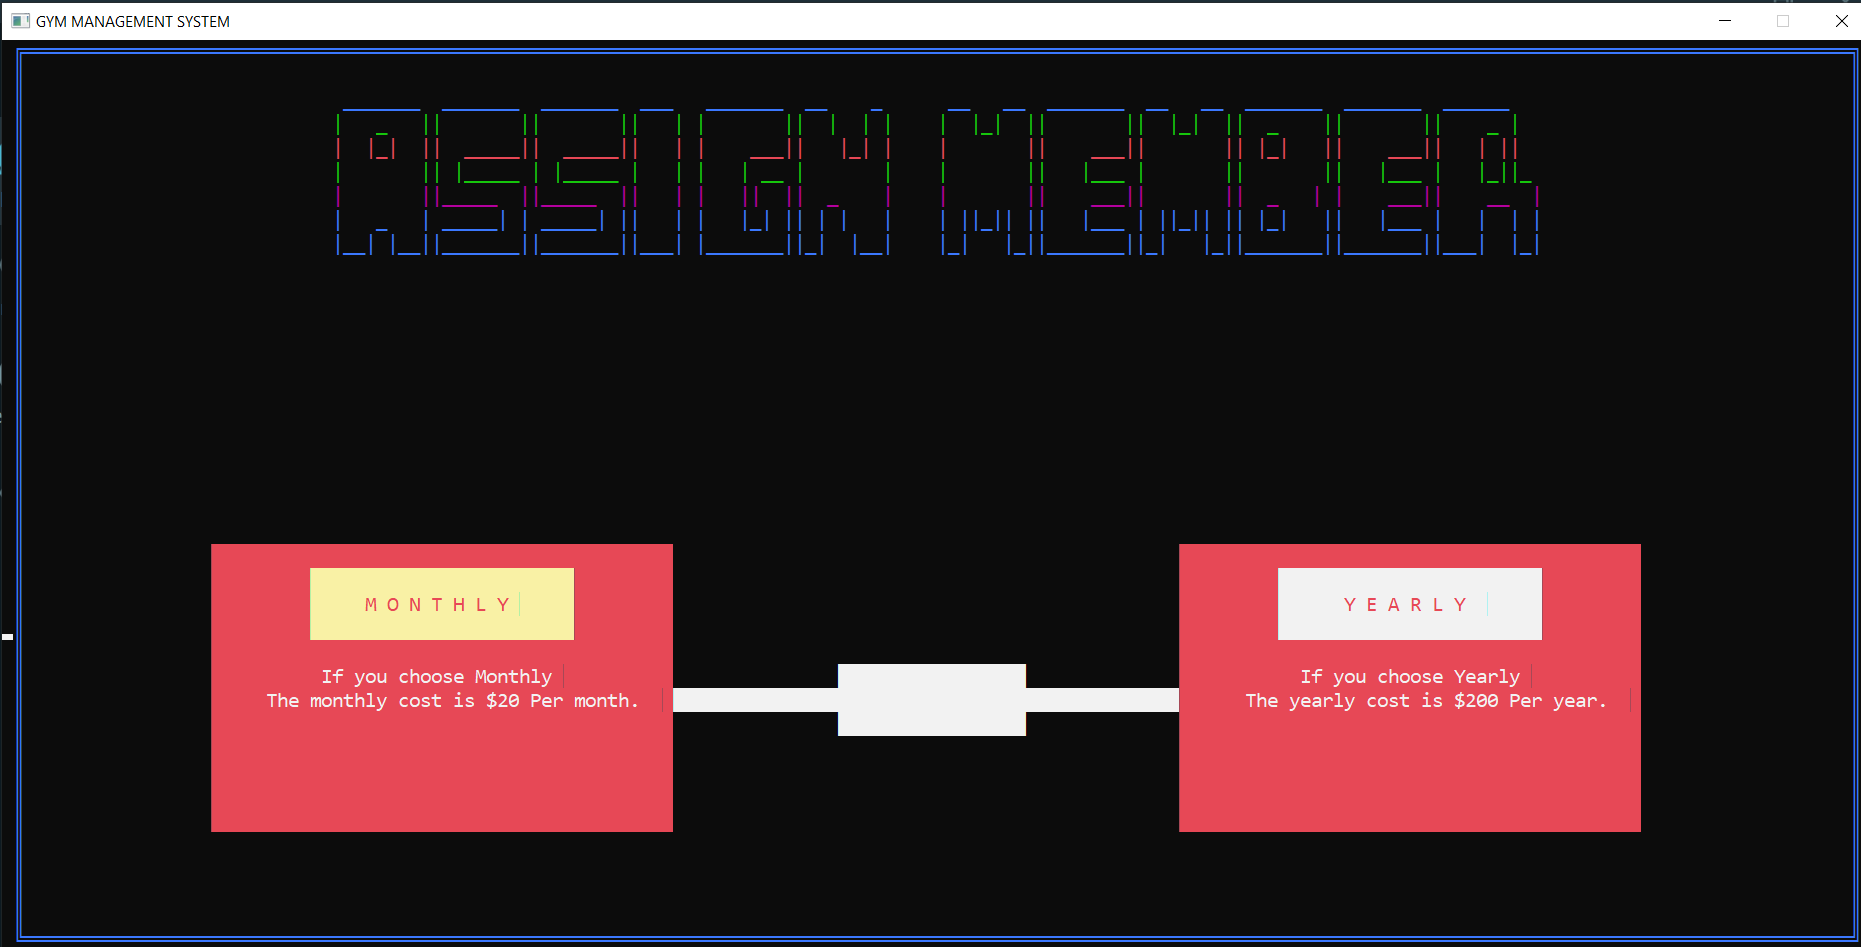 GYM MANAGEMENT SYSTEM
ASSIGN MEMBER
M O N T H L Y
If you choose Monthly
The monthly cost is $20 Per month.
Y E A R L Y
If you choose Yearly
The yearly cost is $200 Per year.